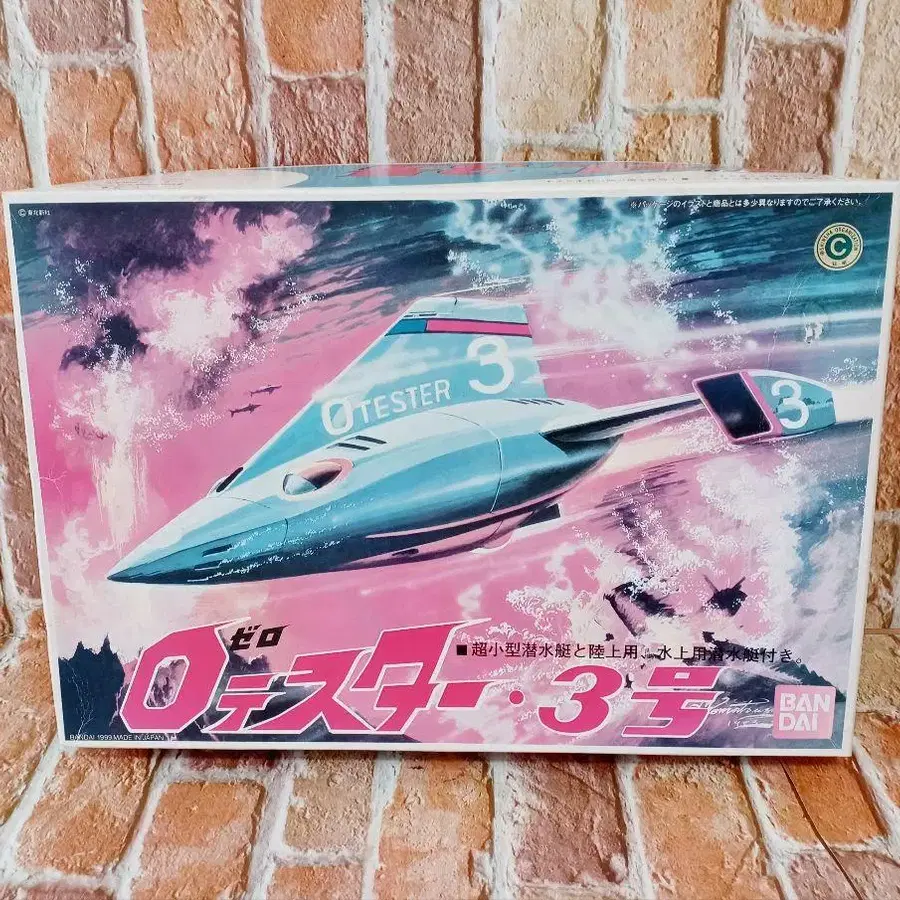 ©東北新社
※パッケージのイラストと商品とは多少異なりますのでご了承ください。
C
3
0 TESTER
3
ゼロ
0テスター・3号
■超小型潜水艇と陸上用、水上用潜水艇付き。
BANDAI 1999 MADE IN JAPAN
BAN
DAI